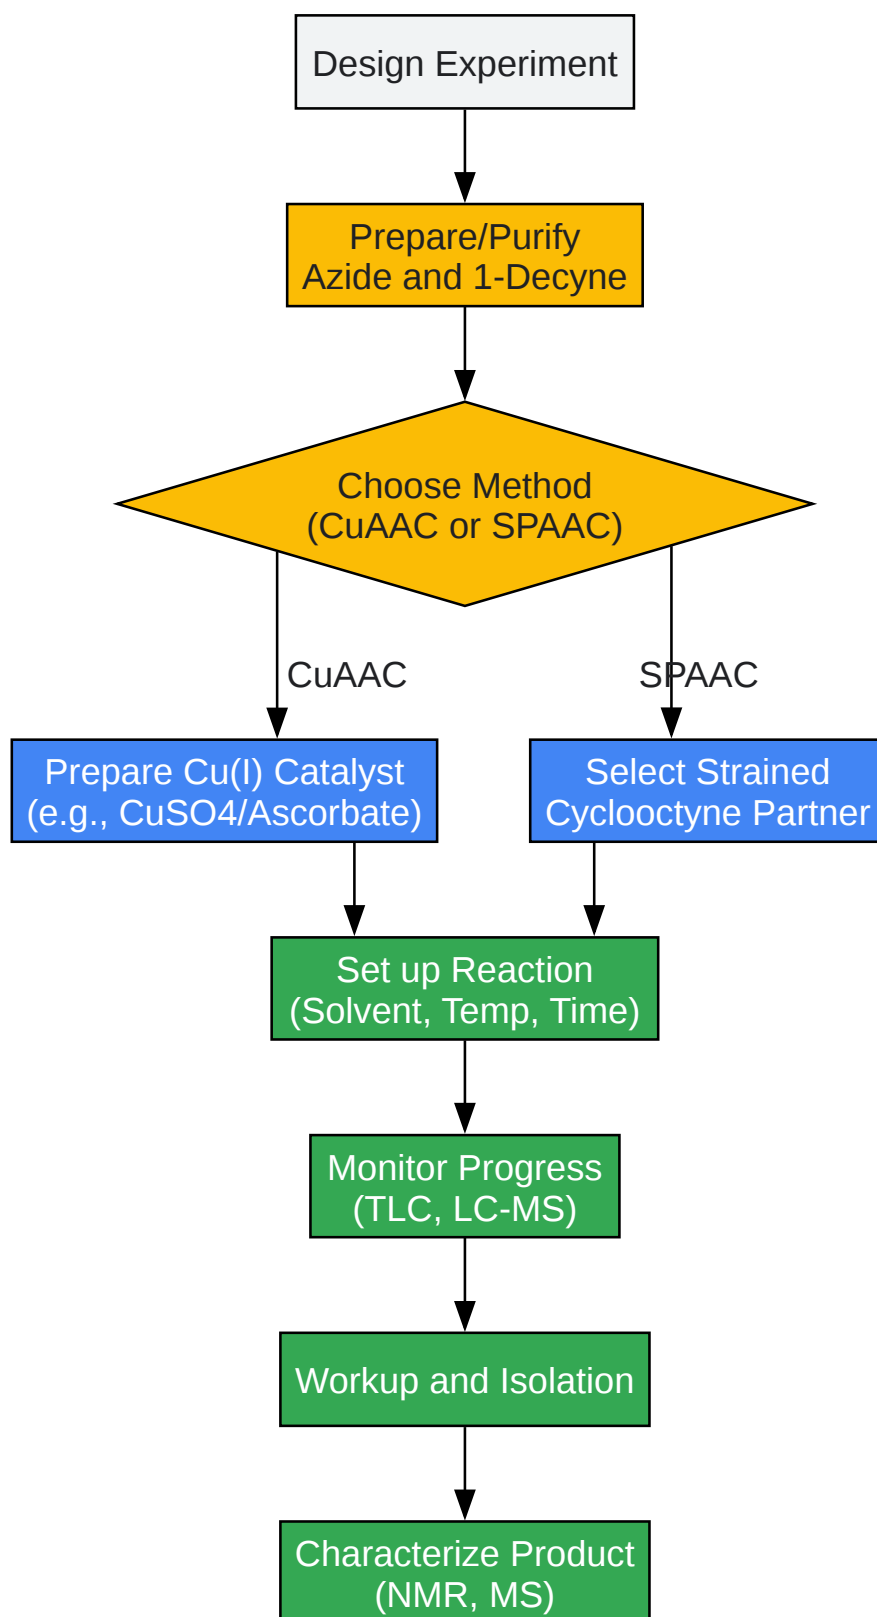 Design Experiment
Prepare/Purify
Azide and 1-Decyne
Choose Method
(CuAAC or SPAAC)
CuAAC
SPAAC
Prepare Cu(I) Catalyst
(e.g., CuSO4/Ascorbate)
Select Strained
Cyclooctyne Partner
Set up Reaction
(Solvent, Temp, Time)
Monitor Progress
(TLC, LC-MS)
Workup and Isolation
Characterize Product
(NMR, MS)